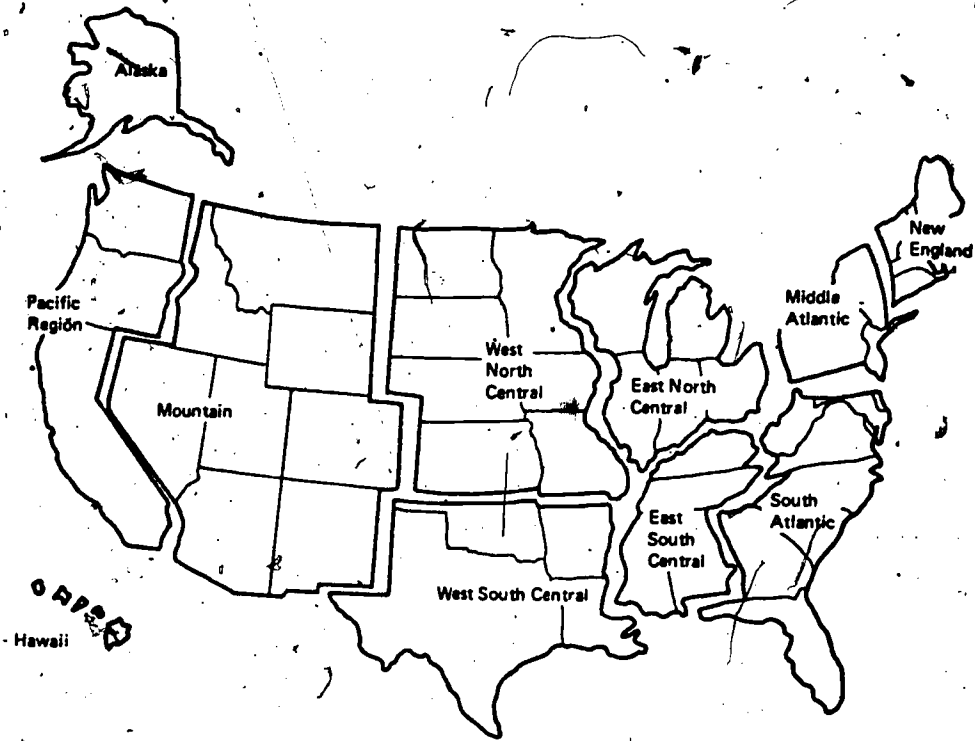 Alaska
New
England
Pacific
Región
Middle
Atlantic
West
North
Central
East North
Central
Mountain
South
Atlantic
East
South
Central
West South Central
- Hawaii